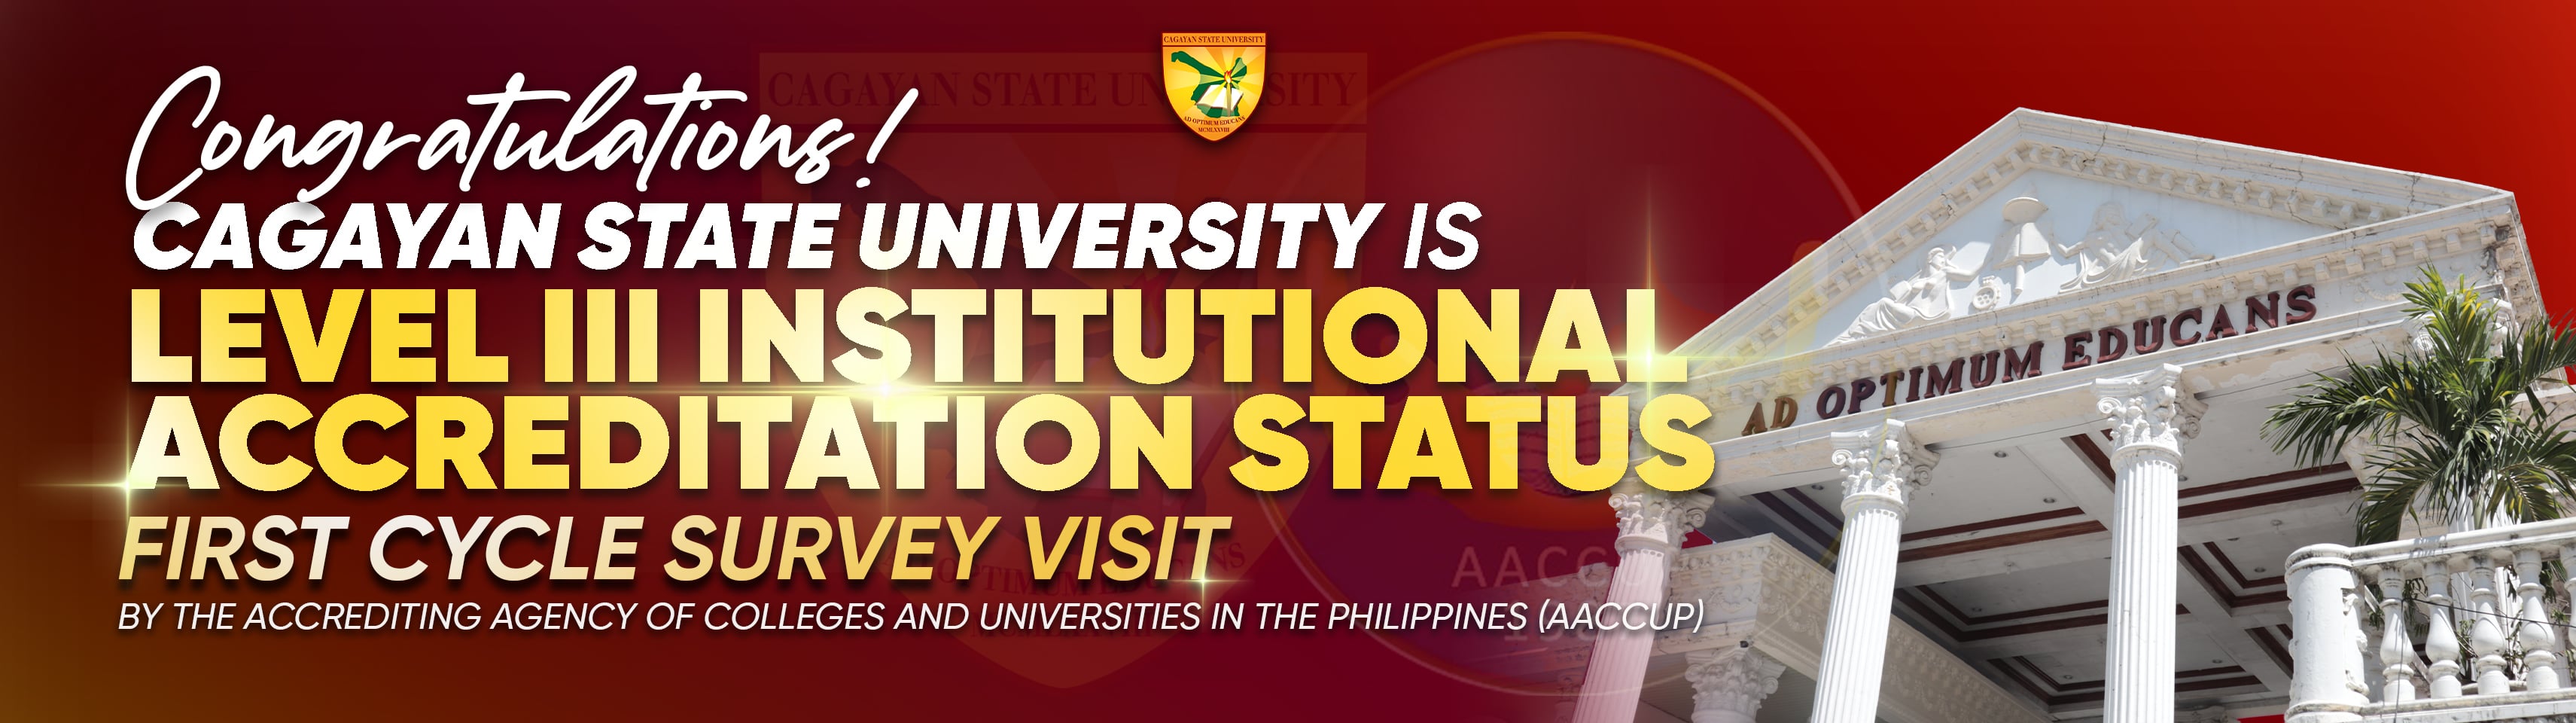 CAGAYAN STATE UNIVERSITY
AD OPTIMUM EDUCANS
MCMLXXVIII
Congratulations!
CAGAYAN STATE UNIVERSITY IS
LEVEL III INSTITUTIONAL
ACCREDITATION STATUS
FIRST CYCLE SURVEY VISIT
BY THE ACCREDITING AGENCY OF COLLEGES AND UNIVERSITIES IN THE PHILIPPINES (AACCUP)
AD OPTIMUM EDUCANS